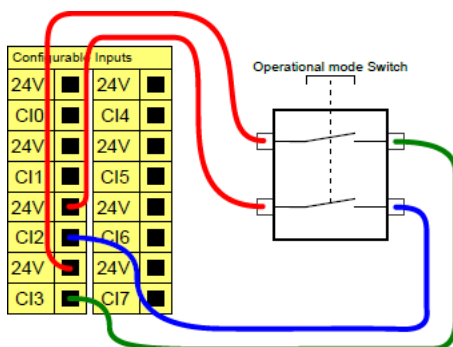 Configurable Inputs
Operational mode Switch
24V 24V
CI0 CI4
24V 24V
CI1 CI5
24V 24V
CI2 CI6
24V 24V
CI3 CI7